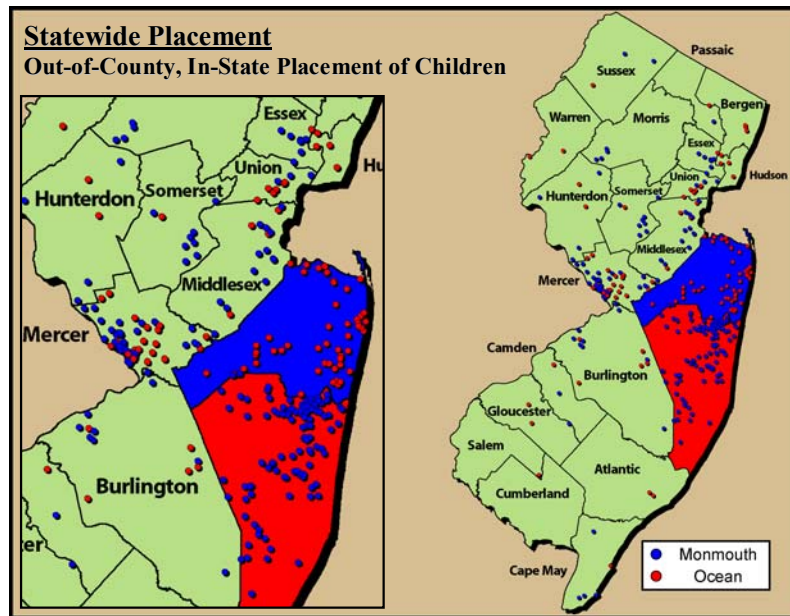 Statewide Placement
Out-of-County, In-State Placement of Children
Essex
Union
Hu
Hunterdon
Somerset
Middlesex
Mercer
Burlington
ter
Sussex
Passaic
Bergen
Warren
Morris
Essex
Hudson
Union
Hunterdon
Somerset
Middlesex
Mercer
Camden
Burlington
Gloucester
Salem
Atlantic
Cumberland
Cape May
Monmouth
Ocean